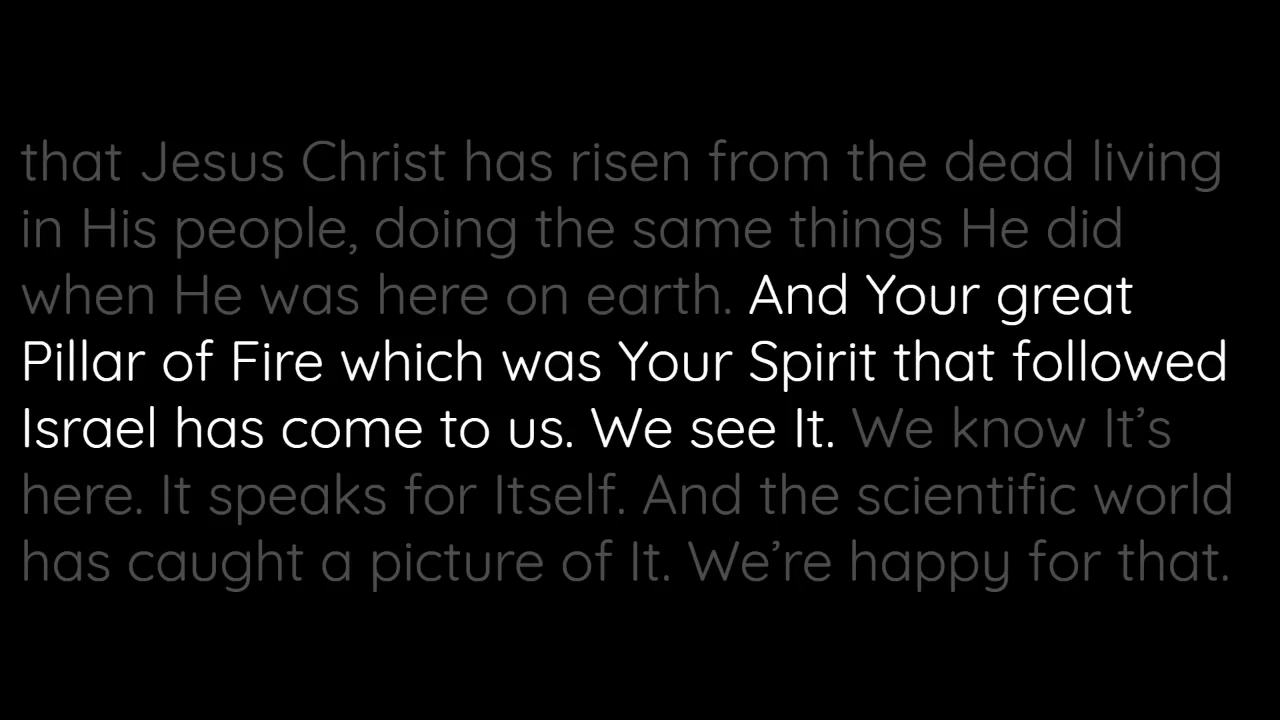 that Jesus Christ has risen from the dead living
in His people, doing the same things He did
when He was here on earth. And Your great
Pillar of Fire which was Your Spirit that followed
Israel has come to us. We see It. We know It’s
here. It speaks for Itself. And the scientific world
has caught a picture of It. We’re happy for that.